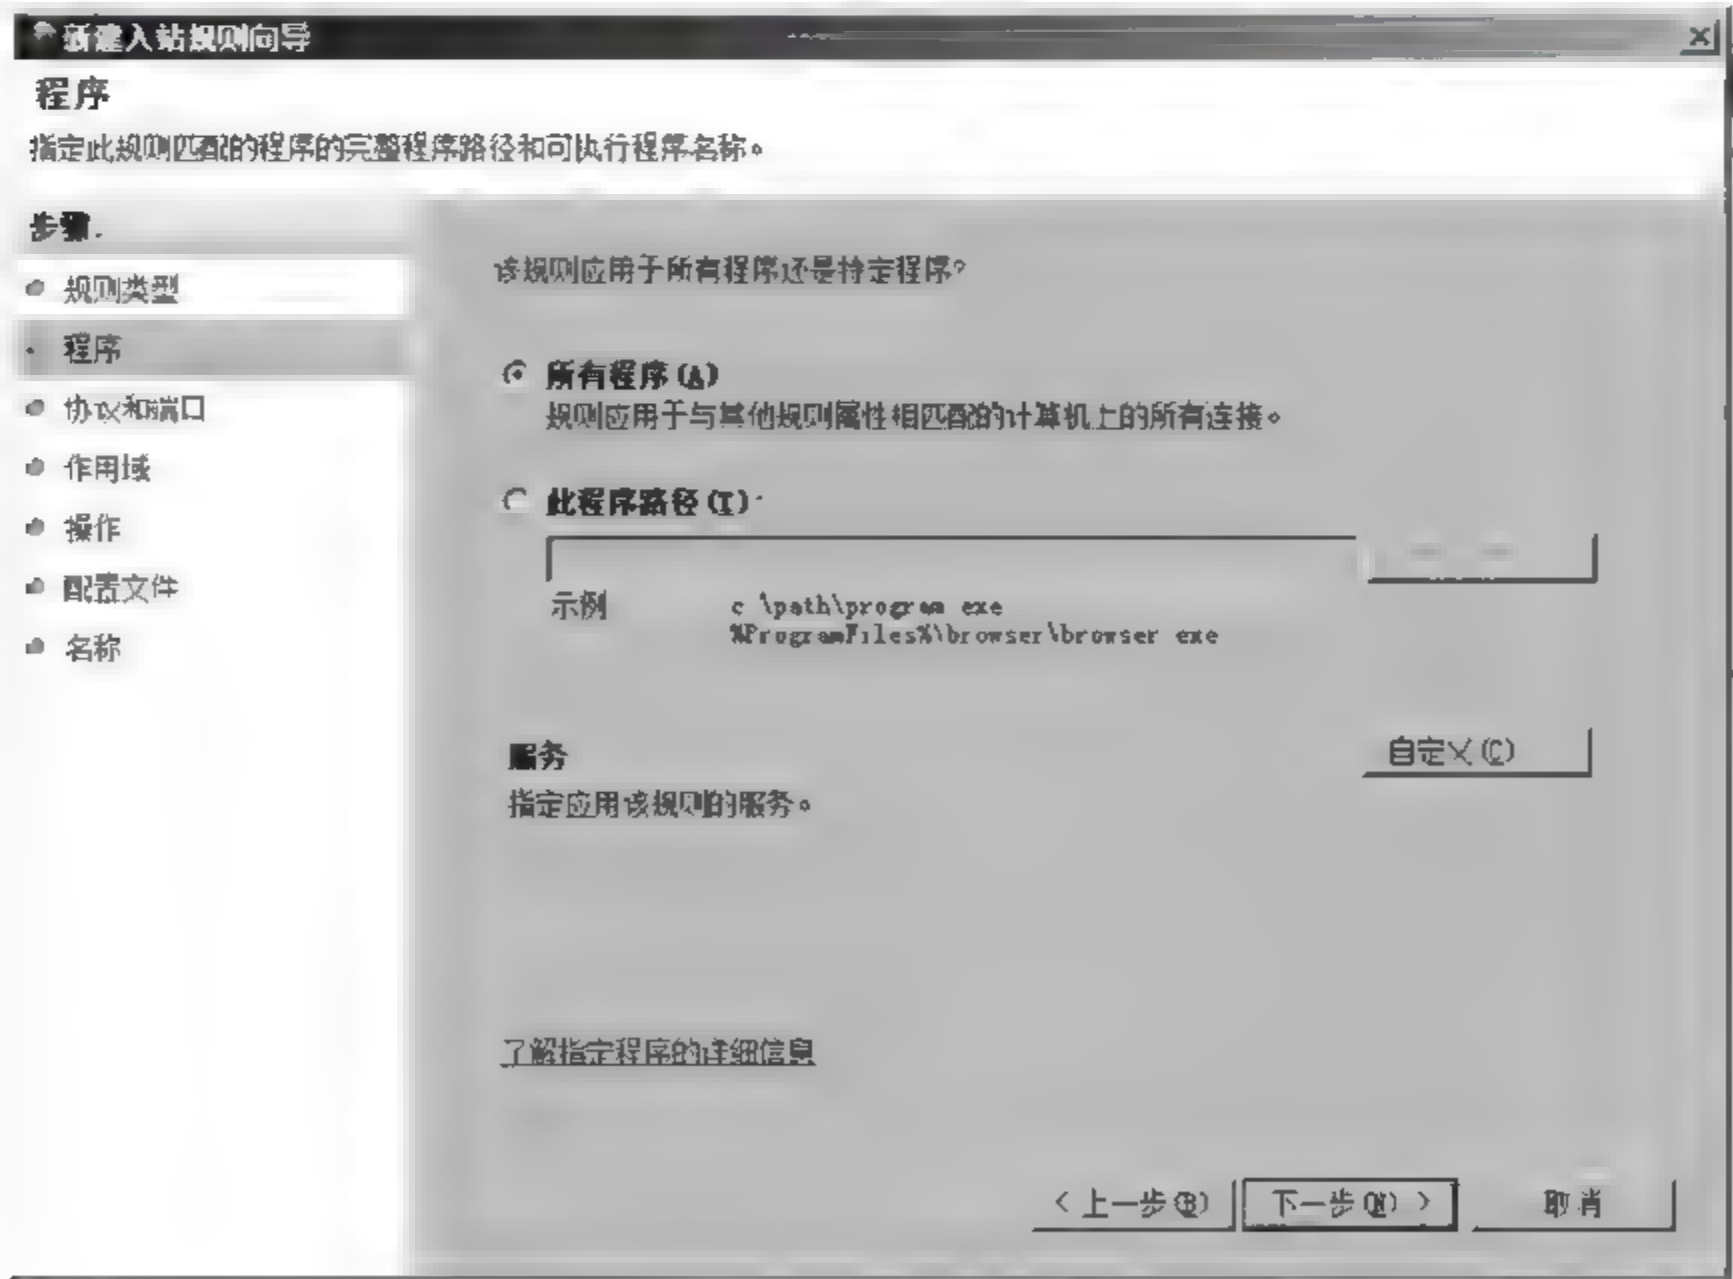 新建入站规则向导
程序
指定此规则匹配的程序的完整程序路径和可执行程序名称。
步骤:
规则类型
程序
协议和端口
作用域
操作
配置文件
名称
该规则应用于所有程序还是特定程序?
所有程序(A)
规则应用于与其他规则属性相匹配的计算机上的所有连接。
此程序路径(T):
示例
c \path\program exe
%ProgramFiles%\browser\browser exe
服务
自定义(C)
指定应用该规则的服务。
了解指定程序的详细信息
< 上一步(B)
下一步(N) >
取消